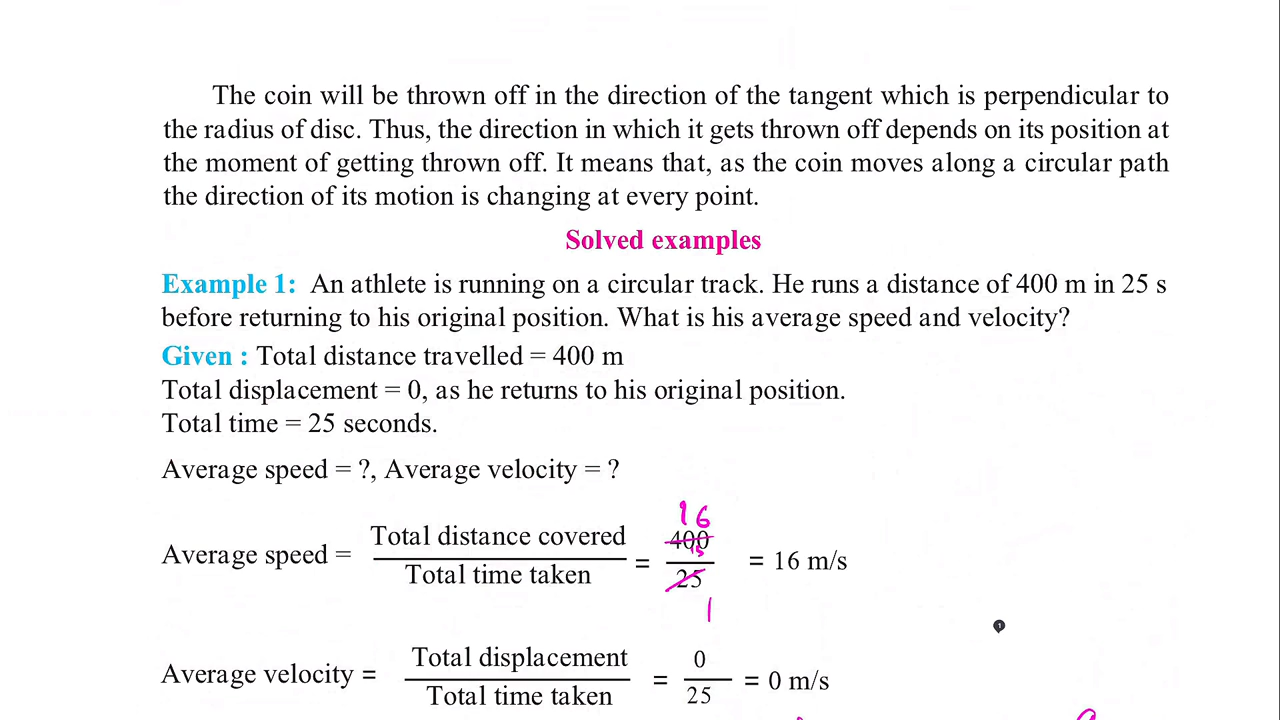 The coin will be thrown off in the direction of the tangent which is perpendicular to
the radius of disc. Thus, the direction in which it gets thrown off depends on its position at
the moment of getting thrown off. It means that, as the coin moves along a circular path
the direction of its motion is changing at every point.
Solved examples
Example 1: An athlete is running on a circular track. He runs a distance of 400 m in 25 s
before returning to his original position. What is his average speed and velocity?
Given : Total distance travelled = 400 m
Total displacement = 0, as he returns to his original position.
Total time = 25 seconds.
Average speed = ?, Average velocity = ?
16
Total distance covered 400
15
Average speed = = = 16 m/s
Total time taken 25
1
Total displacement 0
Average velocity = = = 0 m/s
Total time taken 25